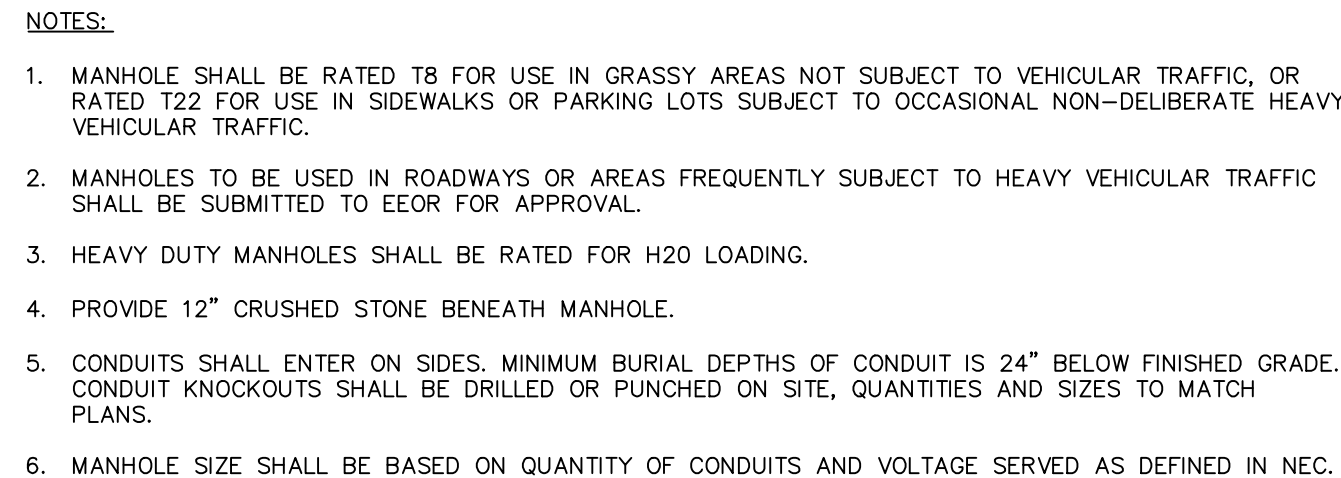 NOTES:
1. MANHOLE SHALL BE RATED T8 FOR USE IN GRASSY AREAS NOT SUBJECT TO VEHICULAR TRAFFIC, OR
RATED T22 FOR USE IN SIDEWALKS OR PARKING LOTS SUBJECT TO OCCASIONAL NON-DELIBERATE HEAVY
VEHICULAR TRAFFIC.
2. MANHOLES TO BE USED IN ROADWAYS OR AREAS FREQUENTLY SUBJECT TO HEAVY VEHICULAR TRAFFIC
SHALL BE SUBMITTED TO EEOR FOR APPROVAL.
3. HEAVY DUTY MANHOLES SHALL BE RATED FOR H20 LOADING.
4. PROVIDE 12" CRUSHED STONE BENEATH MANHOLE.
5. CONDUITS SHALL ENTER ON SIDES. MINIMUM BURIAL DEPTHS OF CONDUIT IS 24" BELOW FINISHED GRADE.
CONDUIT KNOCKOUTS SHALL BE DRILLED OR PUNCHED ON SITE, QUANTITIES AND SIZES TO MATCH
PLANS.
6. MANHOLE SIZE SHALL BE BASED ON QUANTITY OF CONDUITS AND VOLTAGE SERVED AS DEFINED IN NEC.